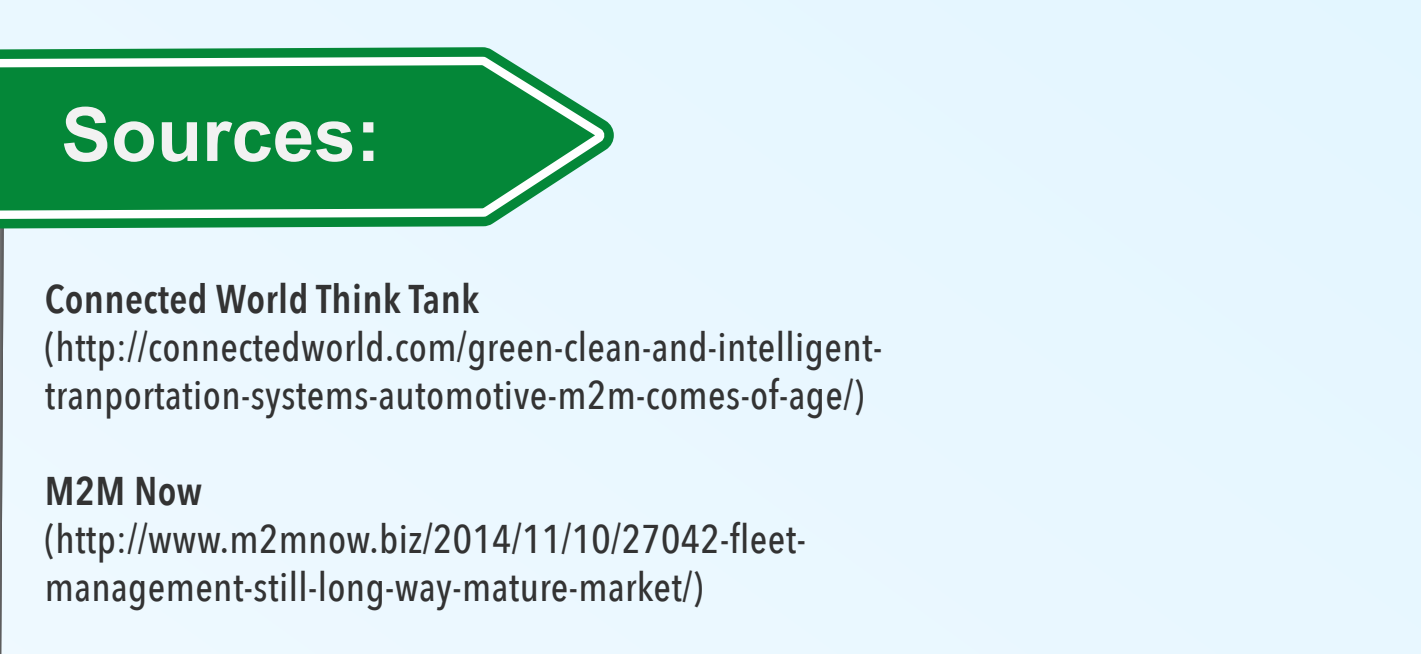 Sources:
Connected World Think Tank
(http://connectedworld.com/green-clean-and-intelligent-
tranportation-systems-automotive-m2m-comes-of-age/)
M2M Now
(http://www.m2mnow.biz/2014/11/10/27042-fleet-
management-still-long-way-mature-market/)